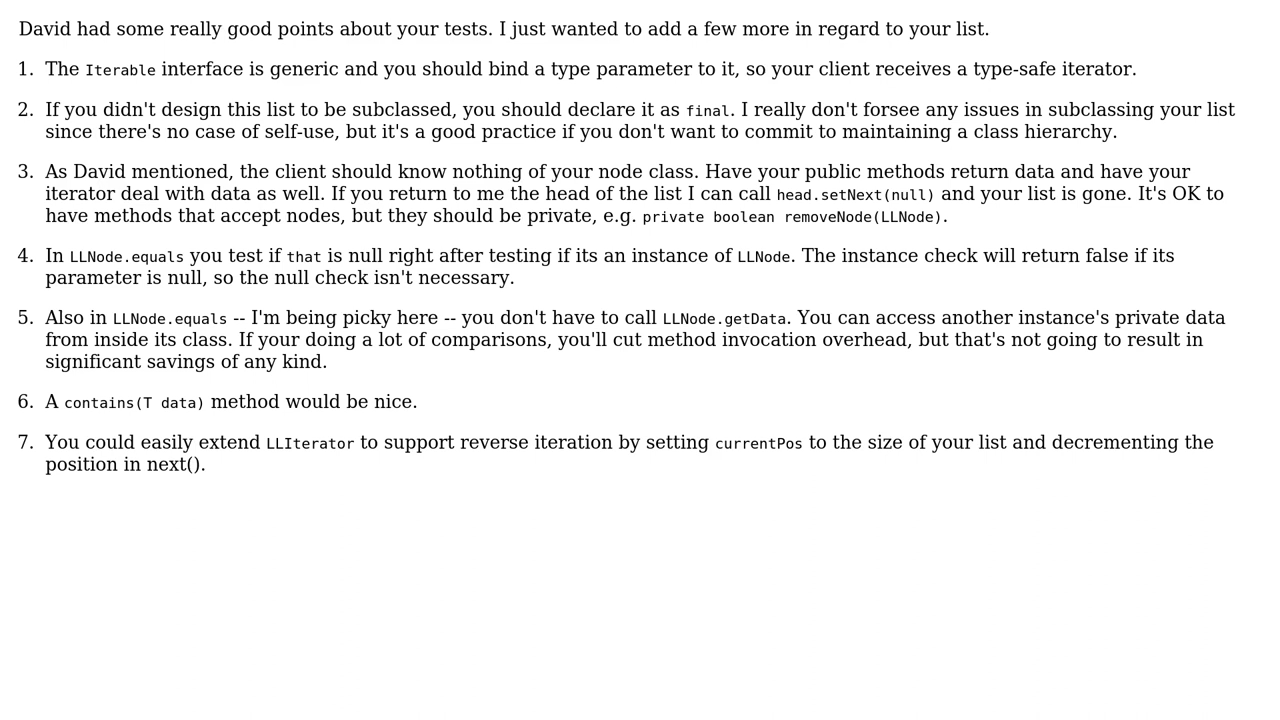 David had some really good points about your tests. I just wanted to add a few more in regard to your list.
1. The Iterable interface is generic and you should bind a type parameter to it, so your client receives a type-safe iterator.
2. If you didn't design this list to be subclassed, you should declare it as final. I really don't forsee any issues in subclassing your list
since there's no case of self-use, but it's a good practice if you don't want to commit to maintaining a class hierarchy.
3. As David mentioned, the client should know nothing of your node class. Have your public methods return data and have your
iterator deal with data as well. If you return to me the head of the list I can call head.setNext(null) and your list is gone. It's OK to
have methods that accept nodes, but they should be private, e.g. private boolean removeNode(LLNode).
4. In LLNode.equals you test if that is null right after testing if its an instance of LLNode. The instance check will return false if its
parameter is null, so the null check isn't necessary.
5. Also in LLNode.equals -- I'm being picky here -- you don't have to call LLNode.getData. You can access another instance's private data
from inside its class. If your doing a lot of comparisons, you'll cut method invocation overhead, but that's not going to result in
significant savings of any kind.
6. A contains(T data) method would be nice.
7. You could easily extend LLIterator to support reverse iteration by setting currentPos to the size of your list and decrementing the
position in next().